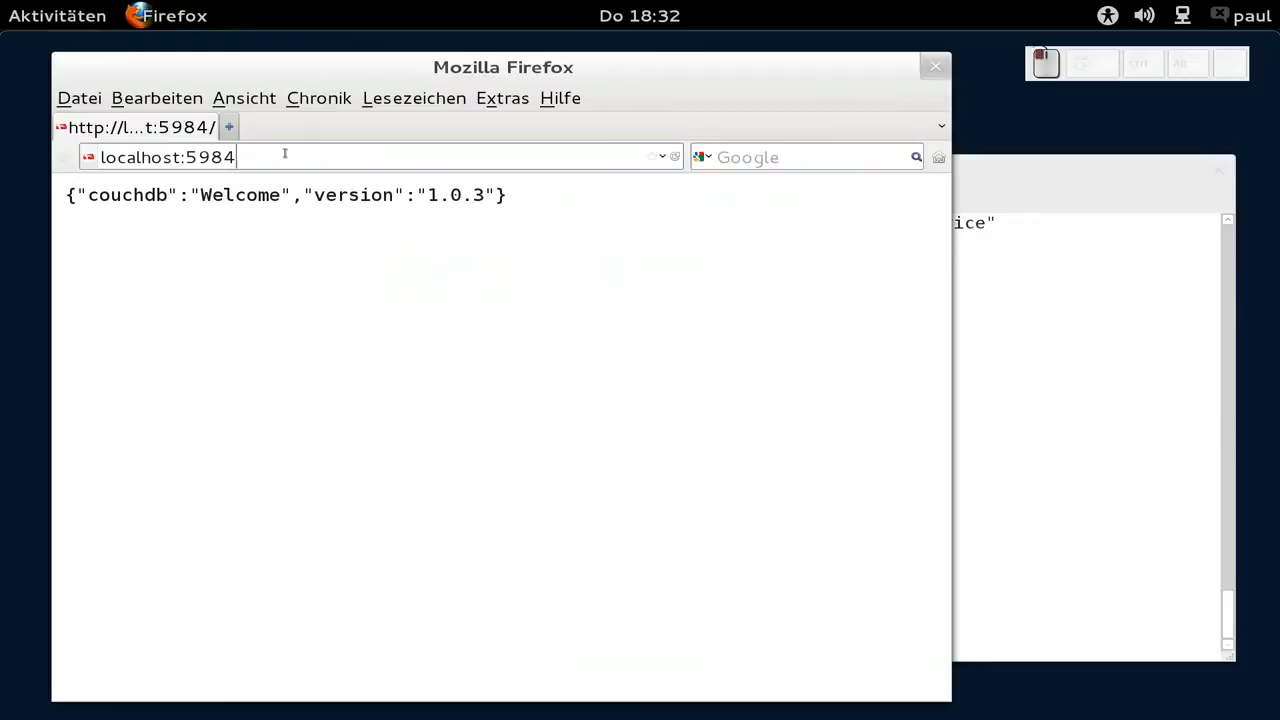 Aktivitäten Firefox Do 18:32 paul
Mozilla Firefox
Datei Bearbeiten Ansicht Chronik Lesezeichen Extras Hilfe
http://l...t:5984/
localhost:5984 Google
{"couchdb":"Welcome","version":"1.0.3"}
ice"